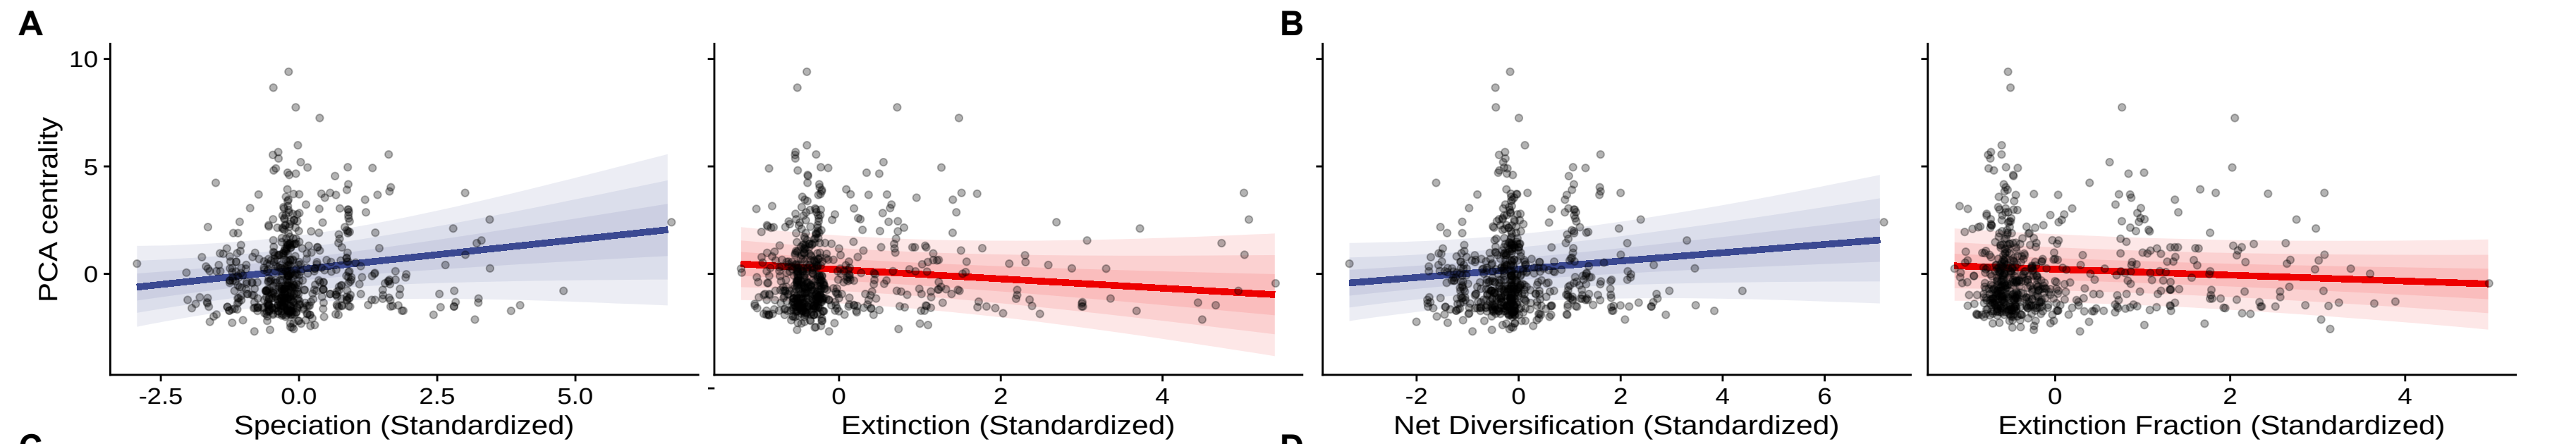 A
B
PCA centrality
10
5
0
-2.5 0.0 2.5 5.0
Speciation (Standardized)
0 2 4
Extinction (Standardized)
-2 0 2 4 6
Net Diversification (Standardized)
0 2 4
Extinction Fraction (Standardized)